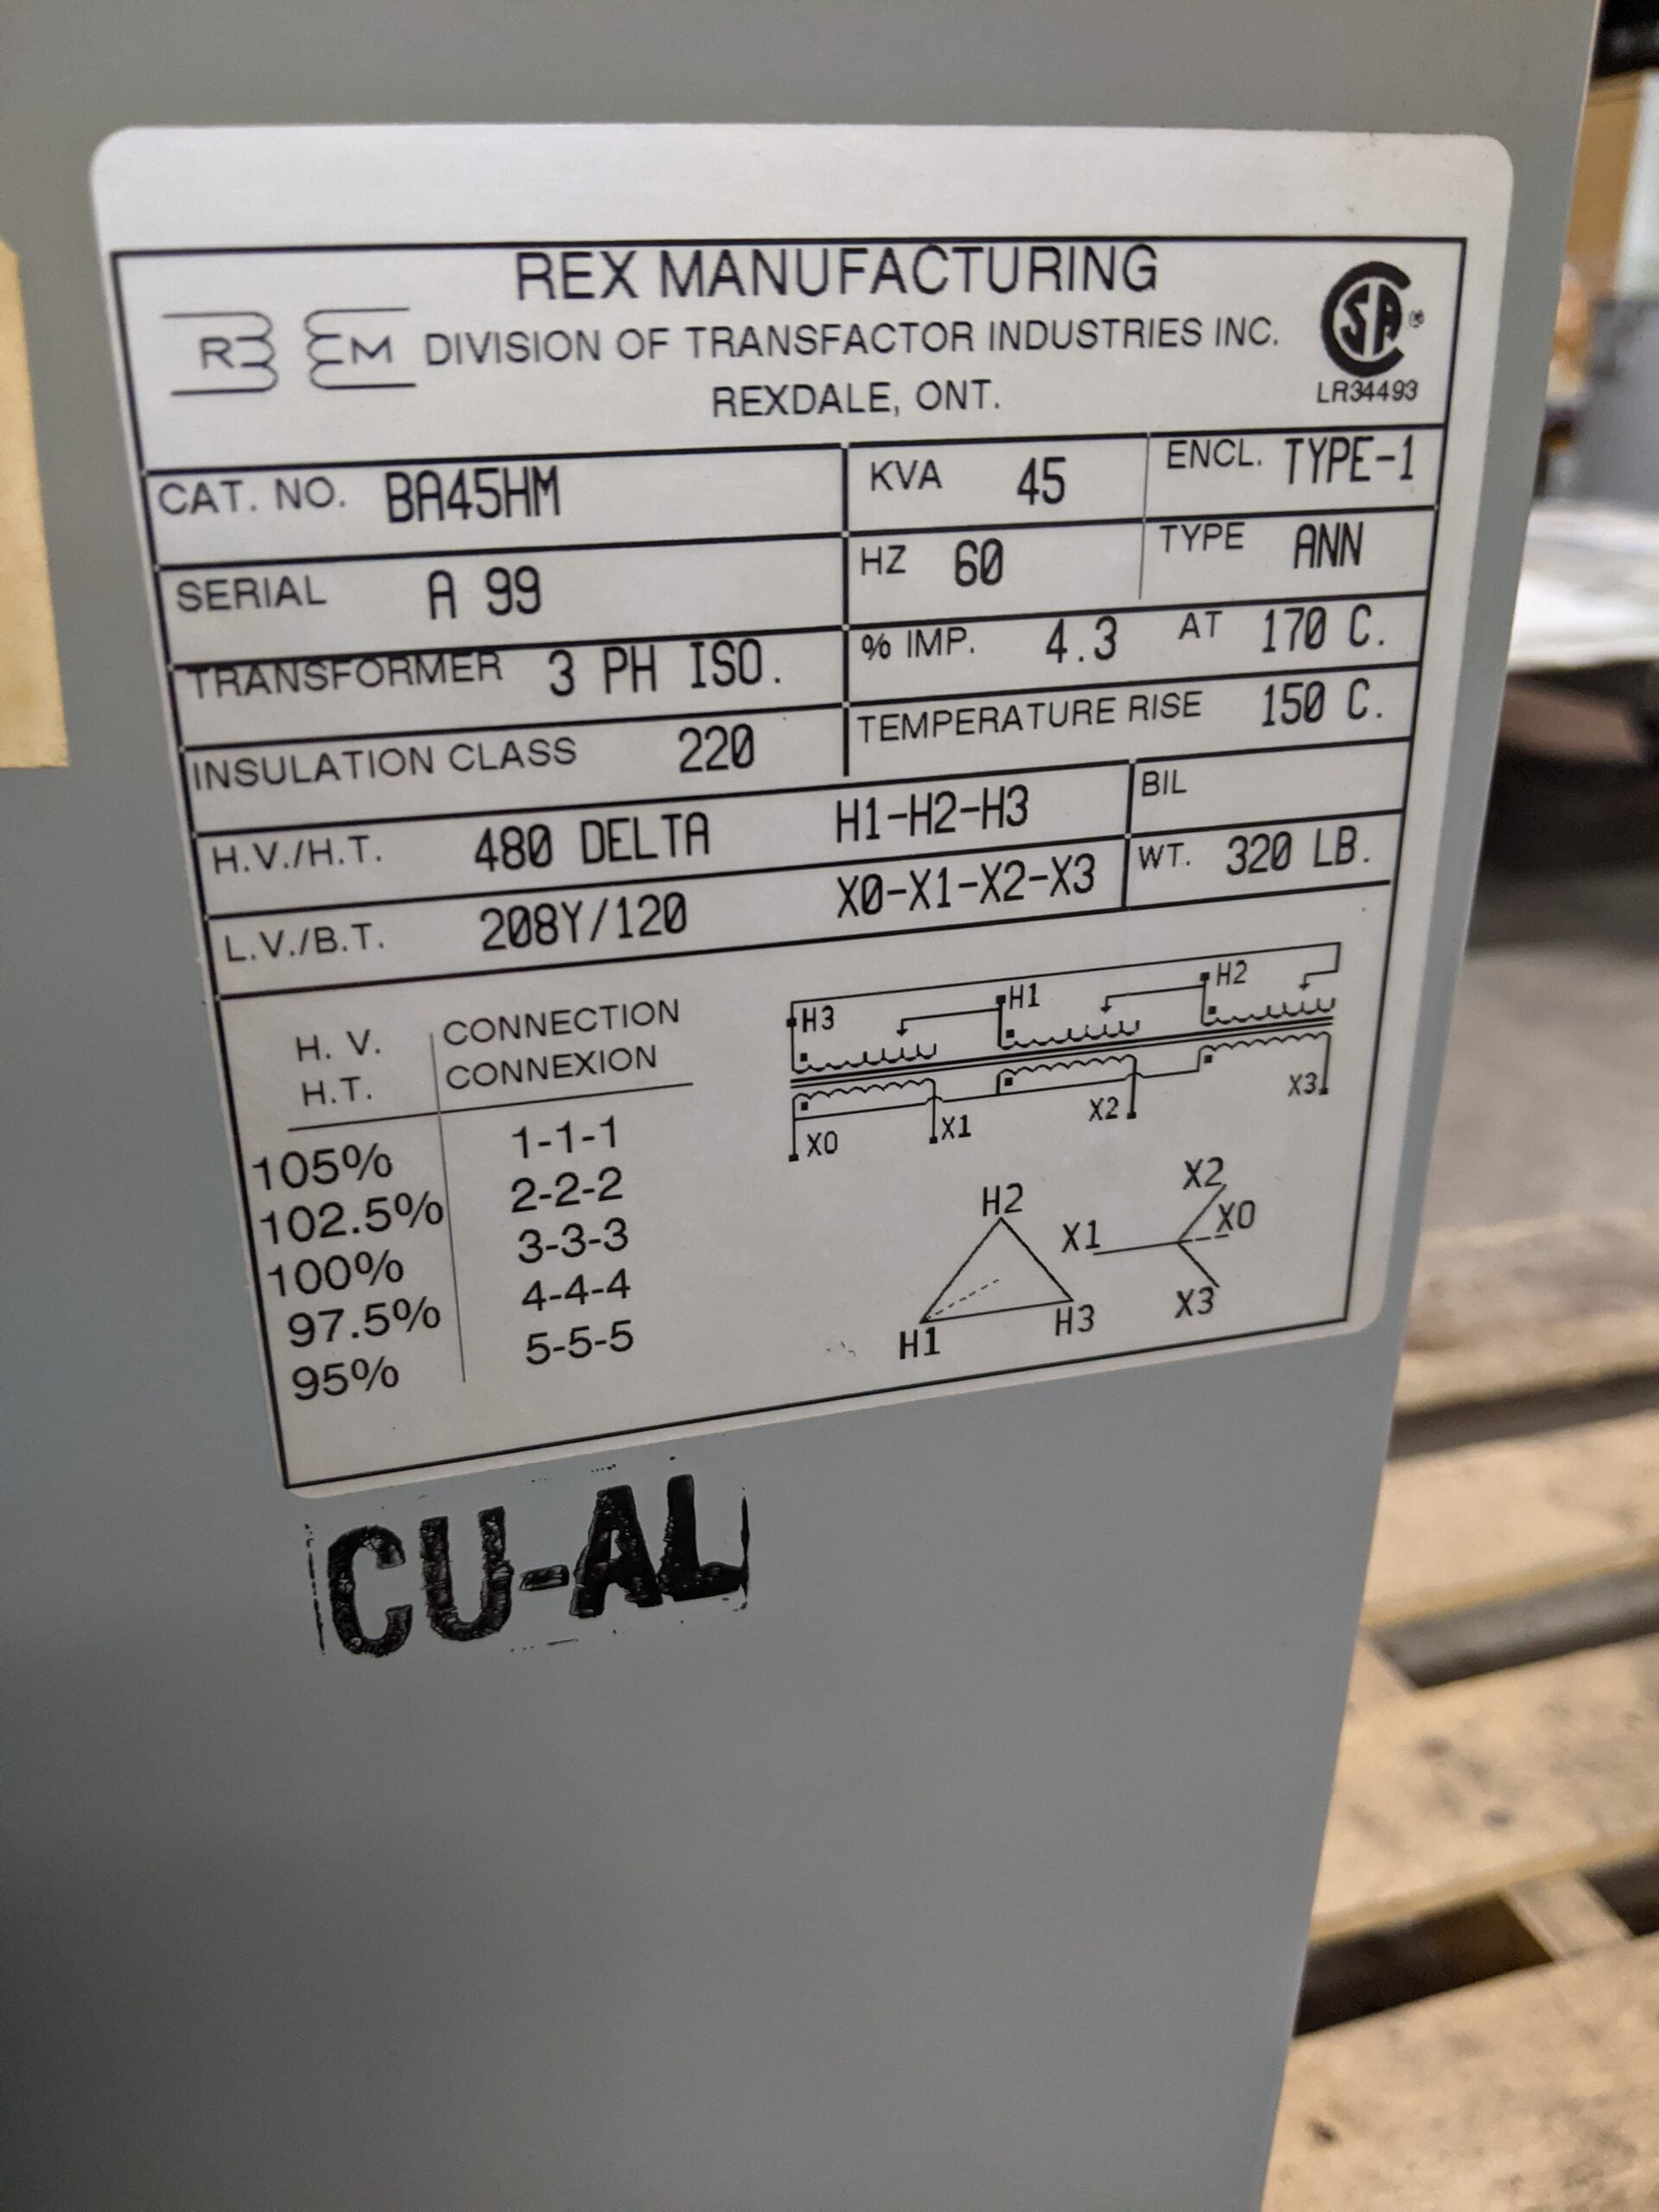 REX MANUFACTURING
R EM DIVISION OF TRANSFACTOR INDUSTRIES INC.
REXDALE, ONT.
SA ®
LR34493
CAT. NO. BA45HM KVA 45 ENCL. TYPE-1
SERIAL A 99 HZ 60 TYPE ANN
TRANSFORMER 3 PH ISO. % IMP. 4.3 AT 170 C.
INSULATION CLASS 220 TEMPERATURE RISE 150 C.
H.V./H.T. 480 DELTA H1-H2-H3 BIL
L.V./B.T. 208Y/120 X0-X1-X2-X3 WT. 320 LB.
H. V. CONNECTION
H.T. CONNEXION
105% 1-1-1
102.5% 2-2-2
100% 3-3-3
97.5% 4-4-4
95% 5-5-5
H3 H1 H2
X0 X1 X2 X3
H2
H1 H3
X2
X1 X0
X3
CU-AL